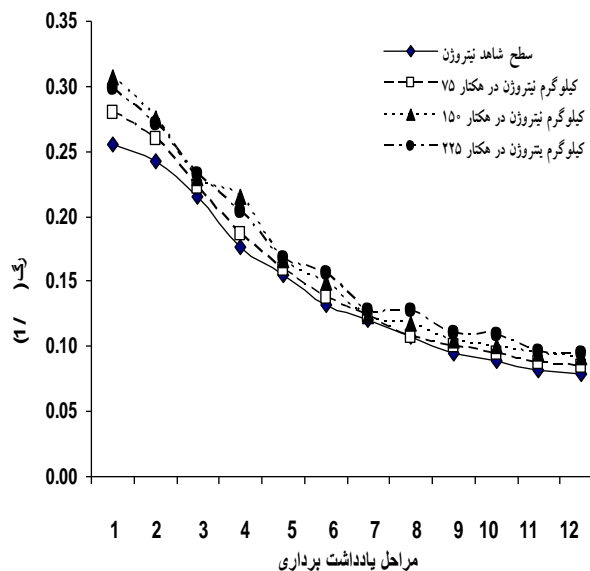 0.35
0.30
0.25
0.20
0.15
0.10
0.05
0.00
سطح شاهد نیتروژن
کیلوگرم نیتروژن در هکتار ۷۵
کیلوگرم نیتروژن در هکتار ۱۵۰
کیلوگرم یتروژن در هکتار ۲۲۵
(1 /
1 2 3 4 5 6 7 8 9 10 11 12
مراحل یادداشت برداری